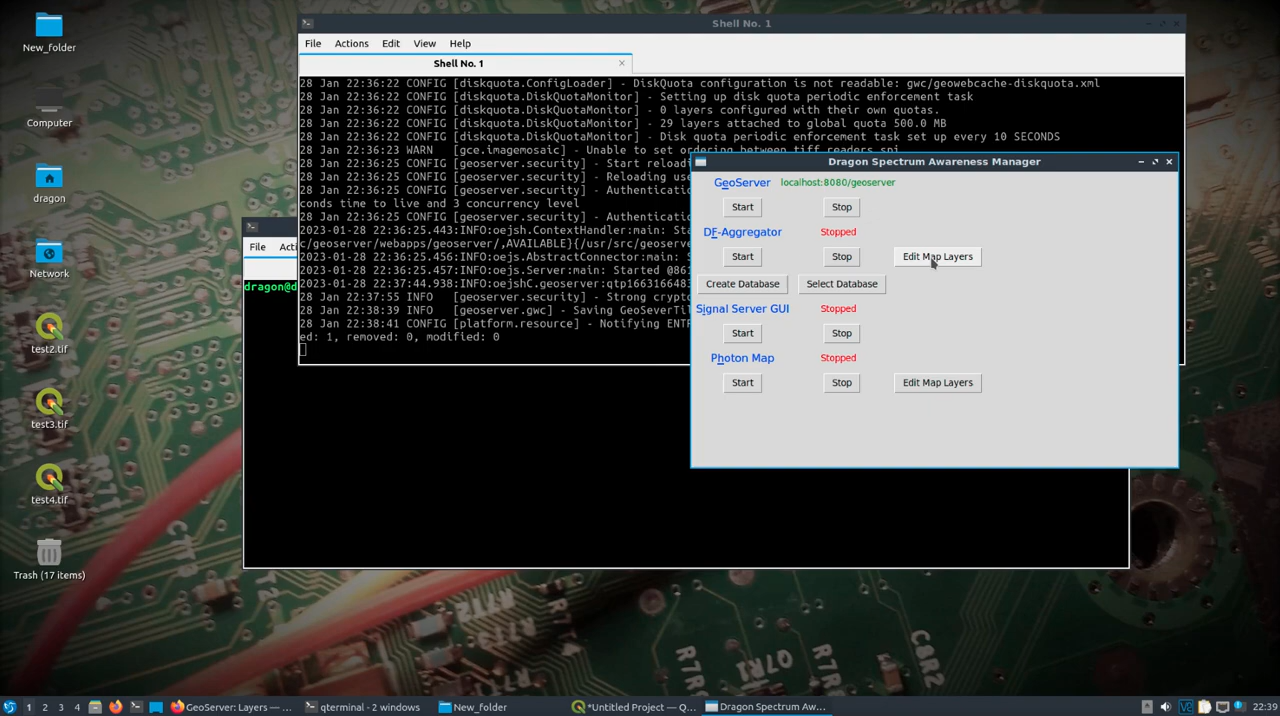 New_folder
Computer
dragon
Network
test2.tif
test3.tif
test4.tif
Trash (17 items)
Shell No. 1
File Actions Edit View Help
Shell No. 1
28 Jan 22:36:22 CONFIG [diskquota.ConfigLoader] - DiskQuota configuration is not readable: gwc/geowebcache-diskquota.xml
28 Jan 22:36:22 CONFIG [diskquota.DiskQuotaMonitor] - Setting up disk quota periodic enforcement task
28 Jan 22:36:22 CONFIG [diskquota.DiskQuotaMonitor] - 0 layers configured with their own quotas.
28 Jan 22:36:22 CONFIG [diskquota.DiskQuotaMonitor] - 29 layers attached to global quota 500.0 MB
28 Jan 22:36:22 CONFIG [diskquota.DiskQuotaMonitor] - Disk quota periodic enforcement task set up every 10 SECONDS
28 Jan 22:36:23 WARN [gce.imagemosaic] - Unable to set ordering between tiff readers spi
28 Jan 22:36:25 CONFIG [geoserver.security] - Start reloadi
28 Jan 22:36:25 CONFIG [geoserver.security] - Reloading use
28 Jan 22:36:25 CONFIG [geoserver.security] - Authentica
conds time to live and 3 concurrency level
28 Jan 22:36:25 CONFIG [geoserver.security] - Authentica
2023-01-28 22:36:25.443:INFO:oejsh.ContextHandler:main: Sta
c/geoserver/webapps/geoserver/,AVAILABLE}{/usr/src/geoserve
2023-01-28 22:36:25.456:INFO:oejs.AbstractConnector:main: S
2023-01-28 22:36:25.457:INFO:oejs.Server:main: Started @861
2023-01-28 22:37:44.938:INFO:oejshC.geoserver:qtp1663166483
28 Jan 22:37:55 INFO [geoserver.security] - Strong crypto
28 Jan 22:38:39 INFO [geoserver.gwc] - Saving GeoSeverTil
28 Jan 22:38:41 CONFIG [platform.resource] - Notifying ENTR
ed: 1, removed: 0, modified: 0
File Acti
dragon@d
Dragon Spectrum Awareness Manager
GeoServer localhost:8080/geoserver
Start Stop
DF-Aggregator Stopped
Start Stop Edit Map Layers
Create Database Select Database
Signal Server GUI Stopped
Start Stop
Photon Map Stopped
Start Stop Edit Map Layers
1 2 3 4 GeoServer: Layers — ... qterminal - 2 windows New_folder *Untitled Project — Q... Dragon Spectrum Aw... 22:39